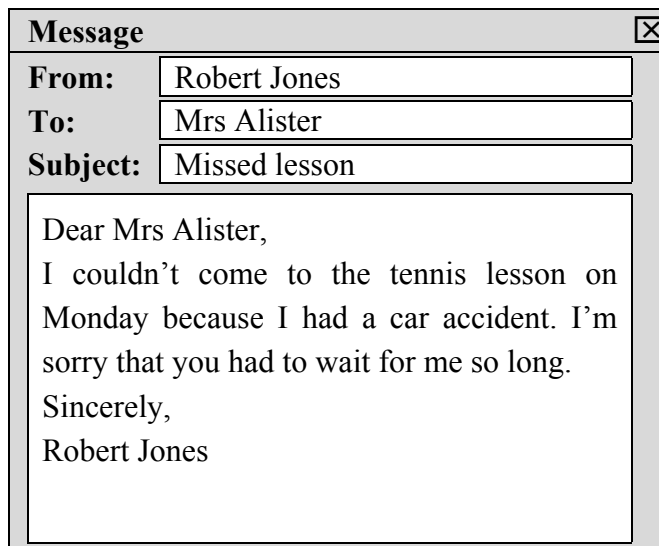 Message
From: Robert Jones
To: Mrs Alister
Subject: Missed lesson
Dear Mrs Alister,
I couldn’t come to the tennis lesson on
Monday because I had a car accident. I’m
sorry that you had to wait for me so long.
Sincerely,
Robert Jones